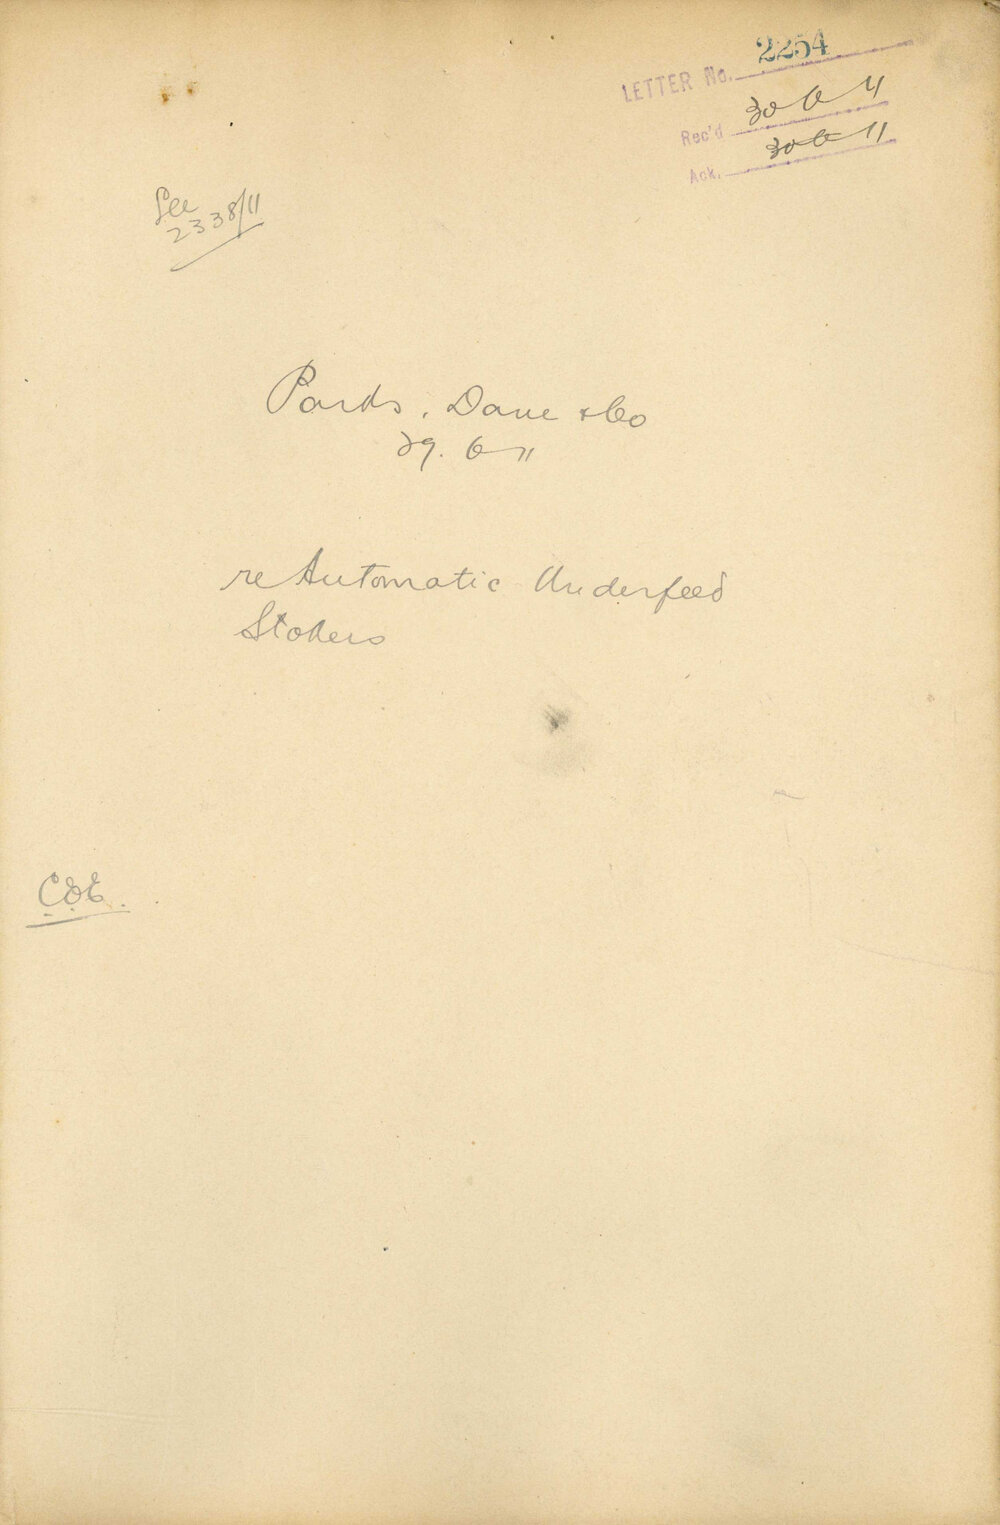 LETTER No. 2254
Rec'd 30 6 11
Ack. 30 6 11
See
2338/11
Parks, Dave & Co
29. 6 11
re Automatic Underfeed
Stokers